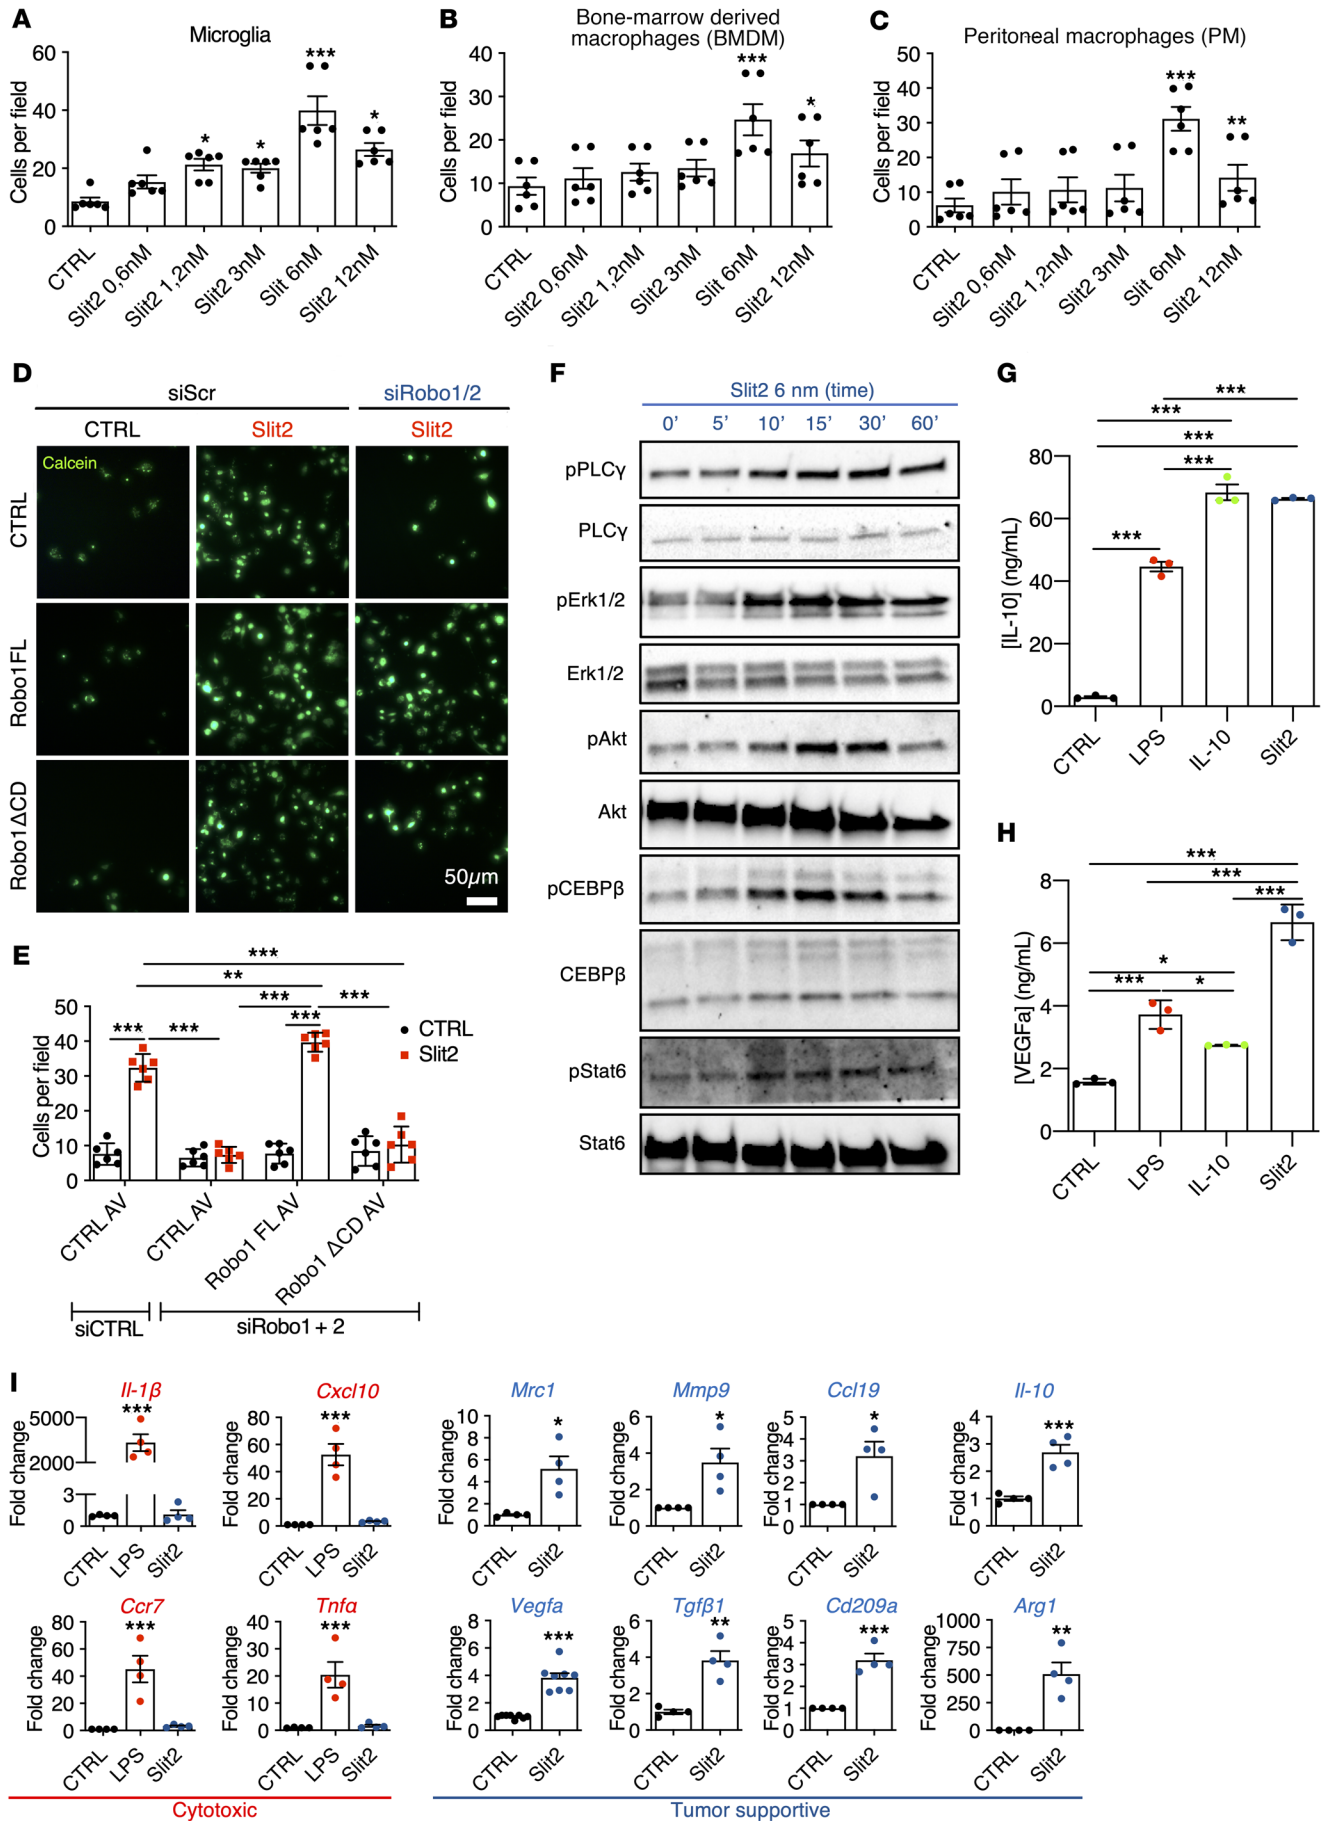 A
Microglia
Cells per field
60
40
20
0
***
*
*
*
CTRL
Slit2 0,6nM
Slit2 1,2nM
Slit2 3nM
Slit 6nM
Slit2 12nM
B
Bone-marrow derived
macrophages (BMDM)
Cells per field
40
30
20
10
0
***
*
CTRL
Slit2 0,6nM
Slit2 1,2nM
Slit2 3nM
Slit 6nM
Slit2 12nM
C
Peritoneal macrophages (PM)
Cells per field
50
40
30
20
10
0
***
**
CTRL
Slit2 0,6nM
Slit2 1,2nM
Slit2 3nM
Slit 6nM
Slit2 12nM
D
siScr
siRobo1/2
CTRL
Slit2
Slit2
Calcein
CTRL
Robo1FL
Robo1ΔCD
50µm
E
Cells per field
50
40
30
20
10
0
***
**
*** ***
*** *** ***
CTRL
Slit2
CTRL AV
CTRL AV
Robo1 FL AV
Robo1 ΔCD AV
siCTRL
siRobo1 + 2
F
Slit2 6 nm (time)
0’ 5’ 10’ 15’ 30’ 60’
pPLCγ
PLCγ
pErk1/2
Erk1/2
pAkt
Akt
pCEBPβ
CEBPβ
pStat6
Stat6
G
[IL-10] (ng/mL)
80
60
40
20
0
***
***
***
***
***
CTRL
LPS
IL-10
Slit2
H
[VEGFa] (ng/mL)
8
6
4
2
0
***
***
***
*
*** *
CTRL
LPS
IL-10
Slit2
I
Il-1β
***
Fold change
5000
2000
3
0
CTRL
LPS
Slit2
Cxcl10
***
Fold change
80
60
40
20
0
CTRL
LPS
Slit2
Mrc1
*
Fold change
10
8
6
4
2
0
CTRL
Slit2
Mmp9
*
Fold change
6
4
2
0
CTRL
Slit2
Ccl19
*
Fold change
5
4
3
2
1
0
CTRL
Slit2
Il-10
***
Fold change
4
3
2
1
0
CTRL
Slit2
Ccr7
***
Fold change
80
60
40
20
0
CTRL
LPS
Slit2
Tnfα
***
Fold change
40
30
20
10
0
CTRL
LPS
Slit2
Vegfa
***
Fold change
8
6
4
2
0
CTRL
Slit2
Tgfβ1
**
Fold change
6
4
2
0
CTRL
Slit2
Cd209a
***
Fold change
5
4
3
2
1
0
CTRL
Slit2
Arg1
**
Fold change
1000
750
500
250
0
CTRL
Slit2
Cytotoxic
Tumor supportive